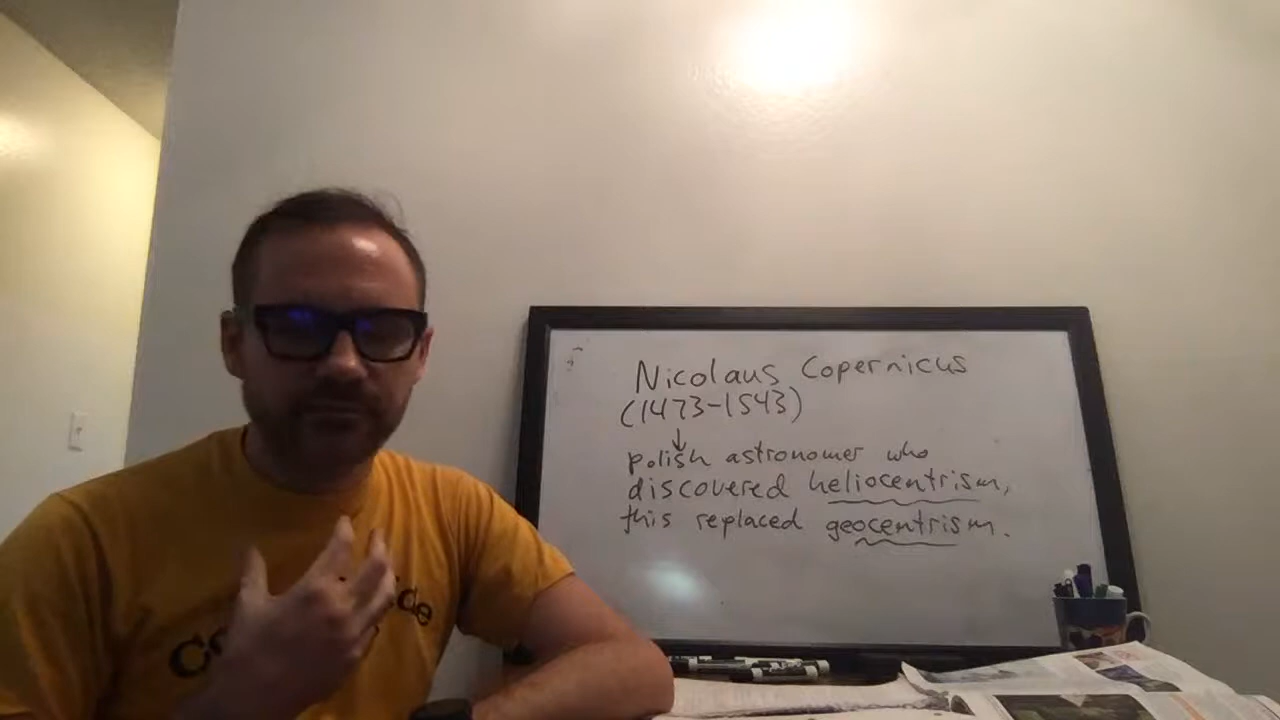 Nicolaus Copernicus
(1473-1543)
polish astronomer who
discovered heliocentrism,
this replaced geocentrism.